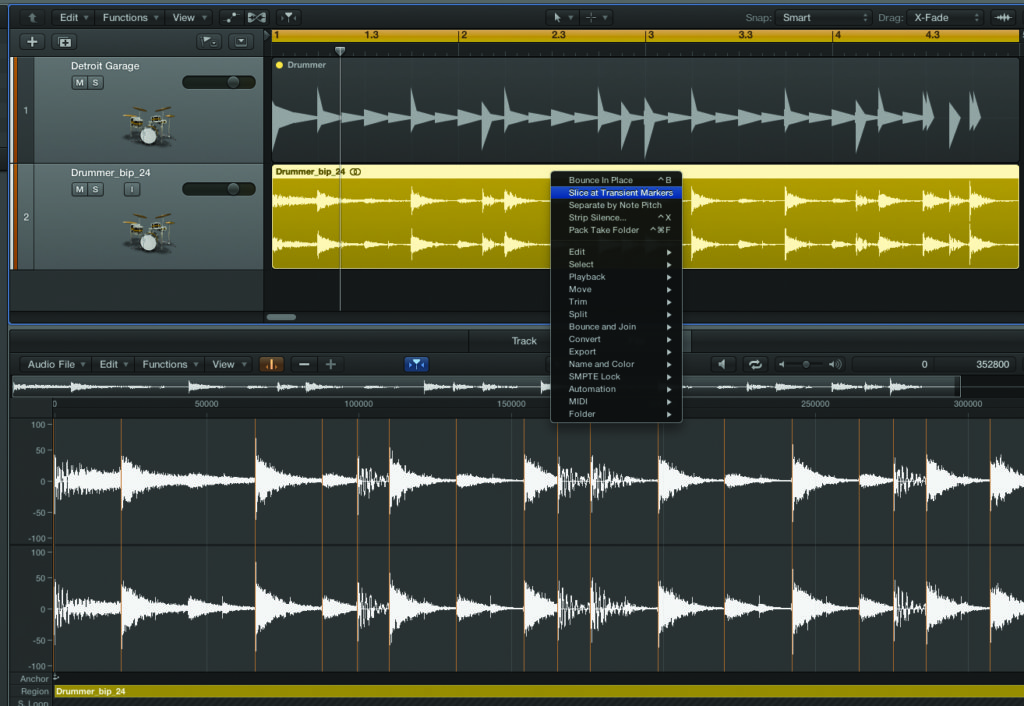 Edit Functions View Snap: Smart Drag: X-Fade
1 1.3 2 2.3 3 3.3 4 4.3
Detroit Garage
M S
1
Drummer
Drummer_bip_24
M S I
2
Drummer_bip_24
Bounce In Place ^B
Slice at Transient Markers
Separate by Note Pitch
Strip Silence... ^X
Pack Take Folder ^⌘F
Edit
Select
Playback
Move
Trim
Split
Bounce and Join
Convert
Export
Name and Color
SMPTE Lock
Automation
MIDI
Folder
Track
Audio File Edit Functions View 0 352800
0 50000 100000 150000 250000 300000
100
50
0
-50
-100
100
50
0
-50
-100
Anchor
Region Drummer_bip_24
S. Loop